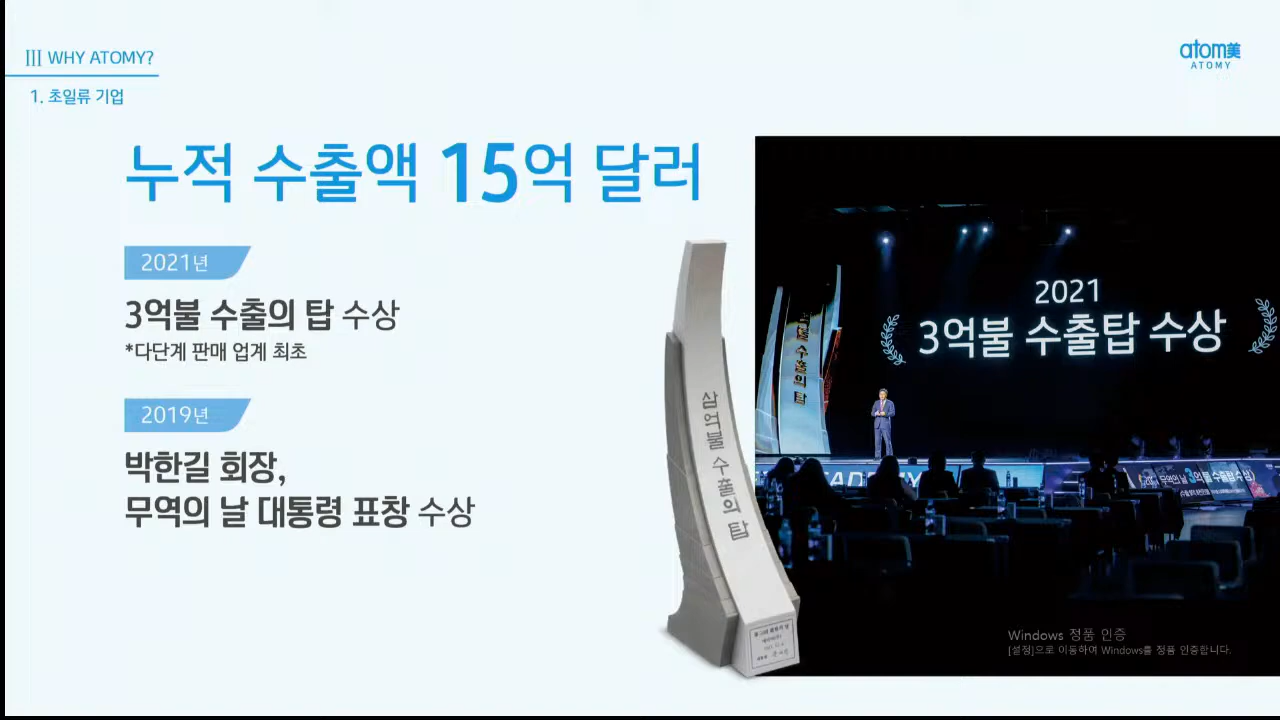 III WHY ATOMY?
1. 초일류 기업
atom美
ATOMY
누적 수출액 15억 달러
2021년
3억불 수출의 탑 수상
*다단계 판매 업계 최초
2019년
박한길 회장,
무역의 날 대통령 표창 수상
삼억불 수출의 탑
2021
3억불 수출탑 수상
불 수출의 탑
Windows 정품 인증
[설정]으로 이동하여 Windows를 정품 인증합니다.